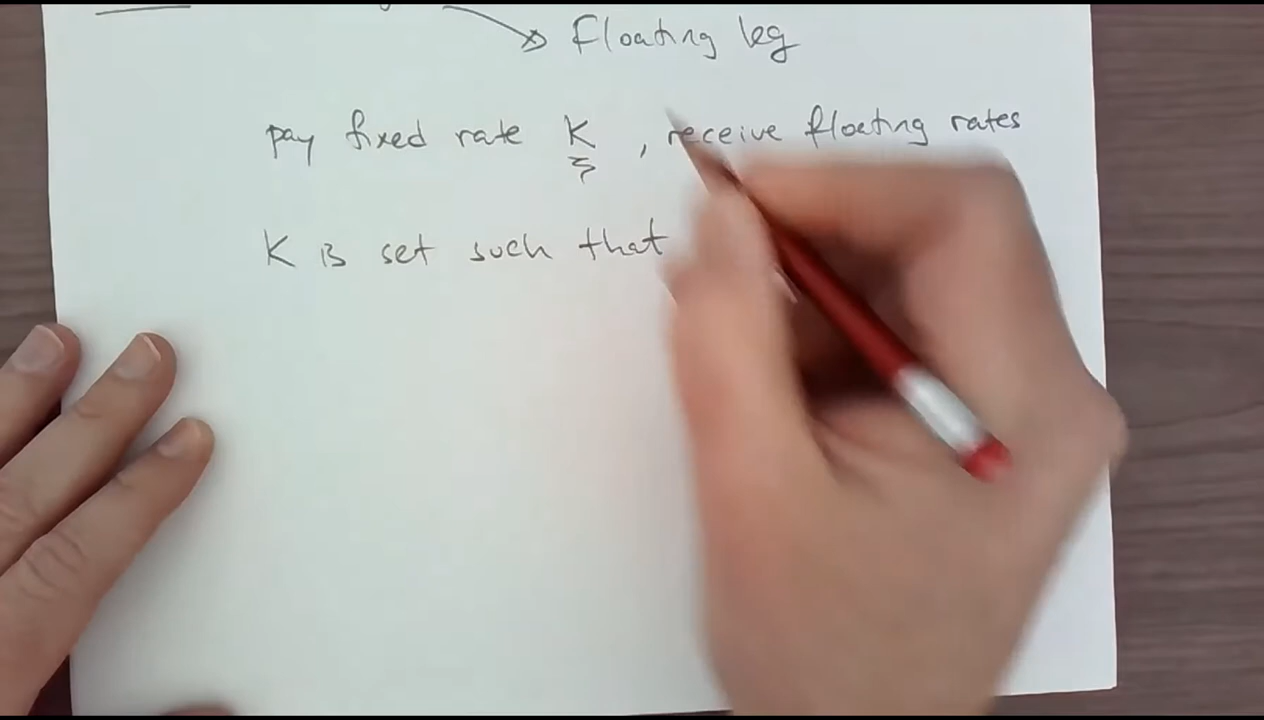 Floating leg
pay fixed rate K , receive floating rates
K is set such that